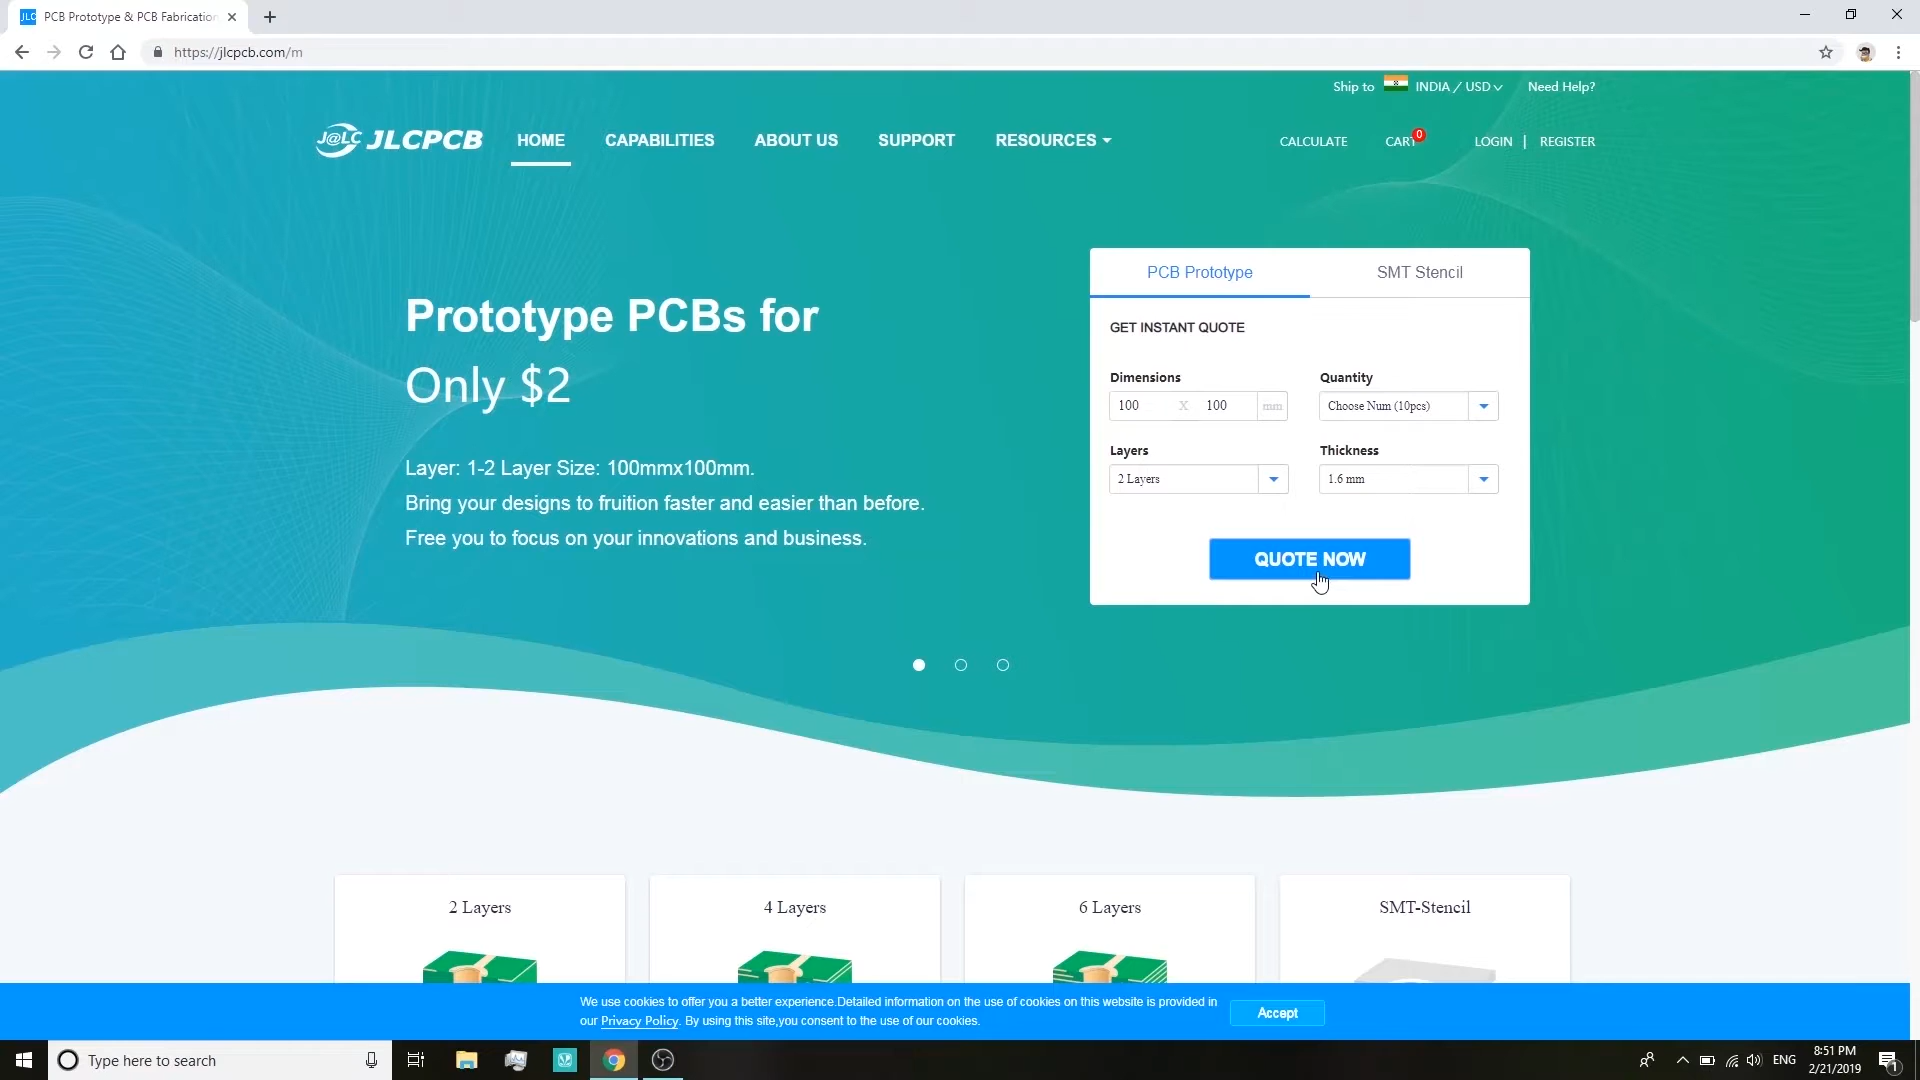 JLC PCB Prototype & PCB Fabrication
https://jlcpcb.com/m
Ship to INDIA / USD Need Help?
J@LC JLCPCB HOME CAPABILITIES ABOUT US SUPPORT RESOURCES CALCULATE CART 0 LOGIN | REGISTER
PCB Prototype SMT Stencil
GET INSTANT QUOTE
Prototype PCBs for
Only $2
Dimensions Quantity
100 X 100 mm Choose Num (10pcs)
Layers Thickness
2 Layers 1.6 mm
Layer: 1-2 Layer Size: 100mmx100mm.
Bring your designs to fruition faster and easier than before.
Free you to focus on your innovations and business.
QUOTE NOW
2 Layers 4 Layers 6 Layers SMT-Stencil
We use cookies to offer you a better experience.Detailed information on the use of cookies on this website is provided in
our Privacy Policy. By using this site,you consent to the use of our cookies.
Accept
Type here to search
ENG
8:51 PM
2/21/2019
1